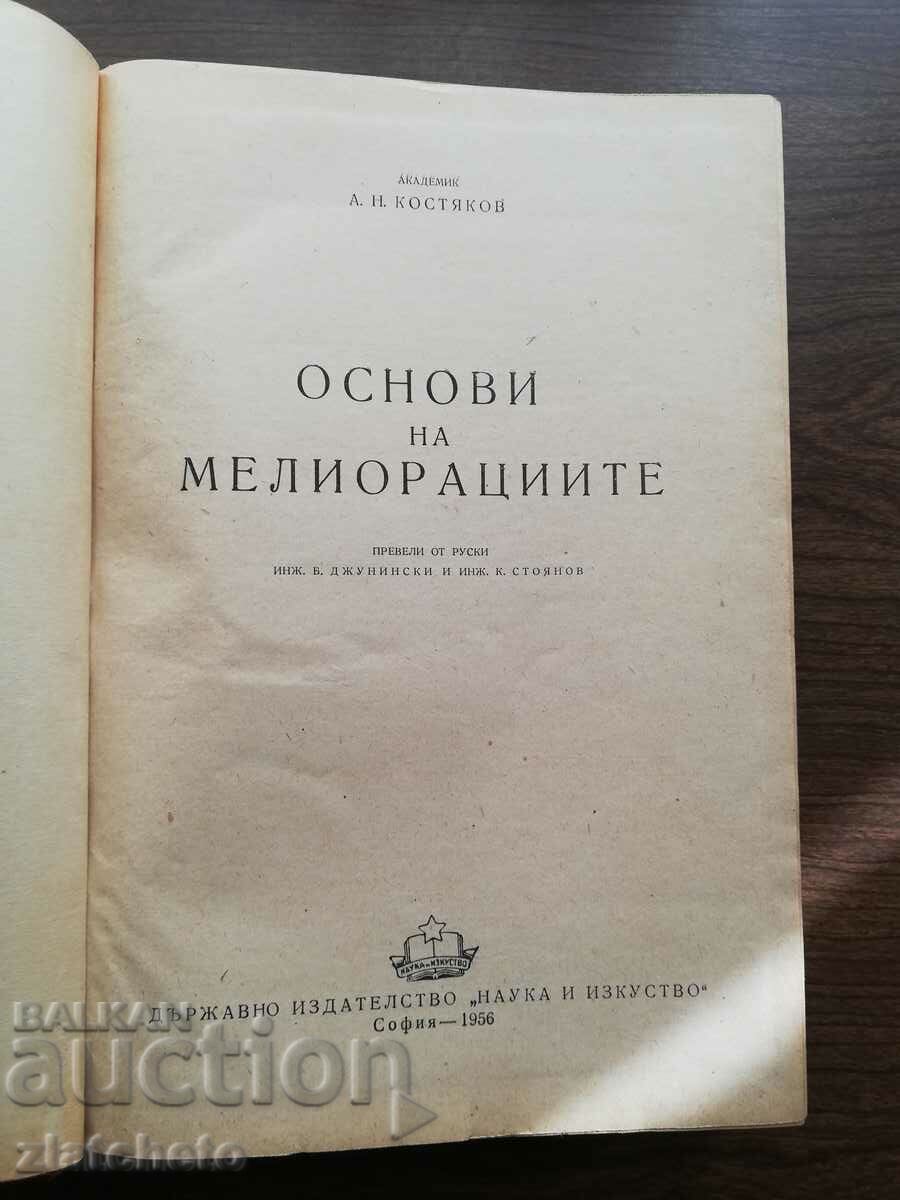 АКАДЕМИК
А. Н. КОСТЯКОВ
ОСНОВИ
НА
МЕЛИОРАЦИИТЕ
ПРЕВЕЛИ ОТ РУСКИ
ИНЖ. Б. ДЖУНИНСКИ И ИНЖ. К. СТОЯНОВ
НАУКА И ИЗКУСТВО
ДЪРЖАВНО ИЗДАТЕЛСТВО „НАУКА И ИЗКУСТВО"
София—1956
BALKAN
auction
zlatcheto